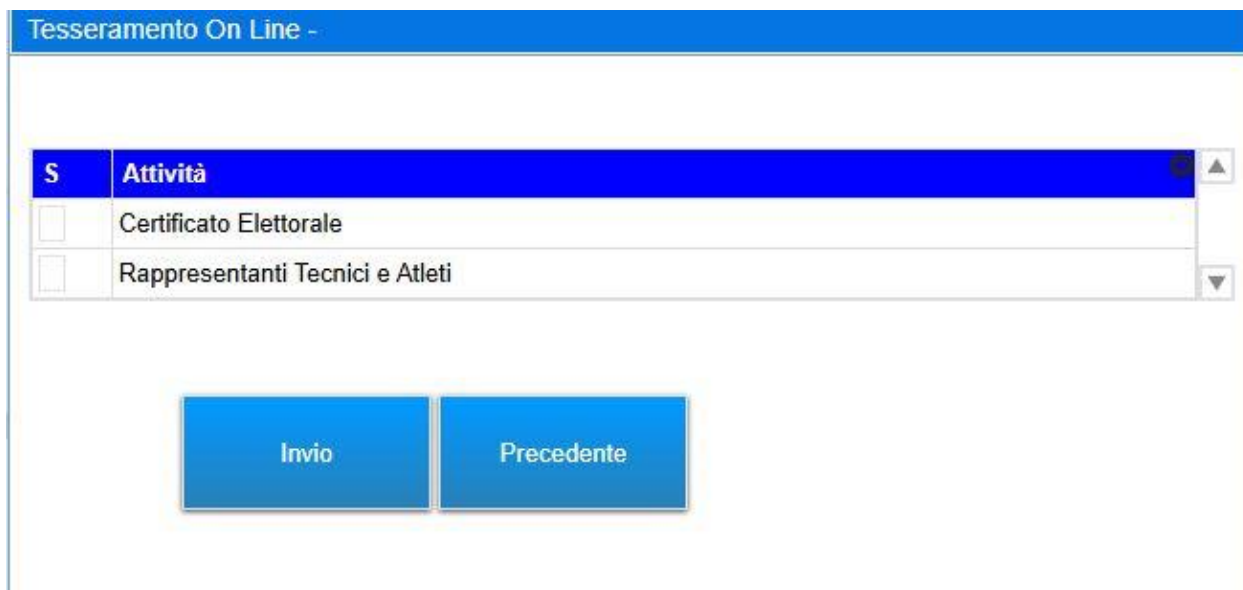 Tesseramento On Line -
S Attività
Certificato Elettorale
Rappresentanti Tecnici e Atleti
Invio Precedente